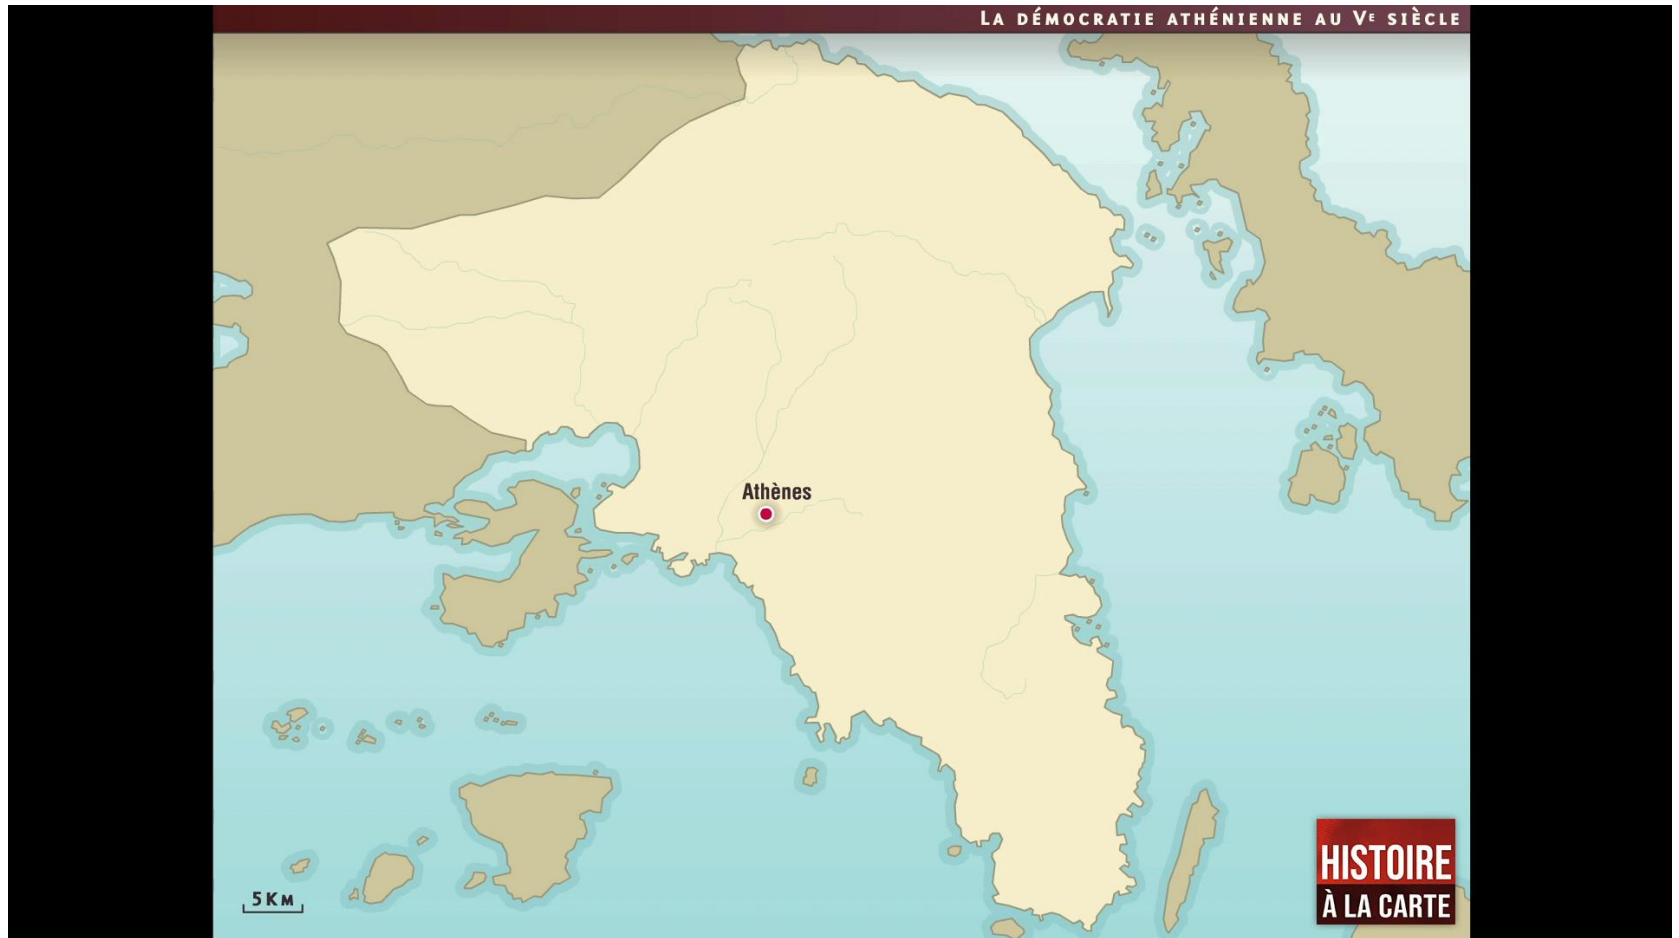 LA DÉMOCRATIE ATHÉNIENNE AU Vᴱ SIÈCLE
Athènes
5 KM
HISTOIRE
À LA CARTE